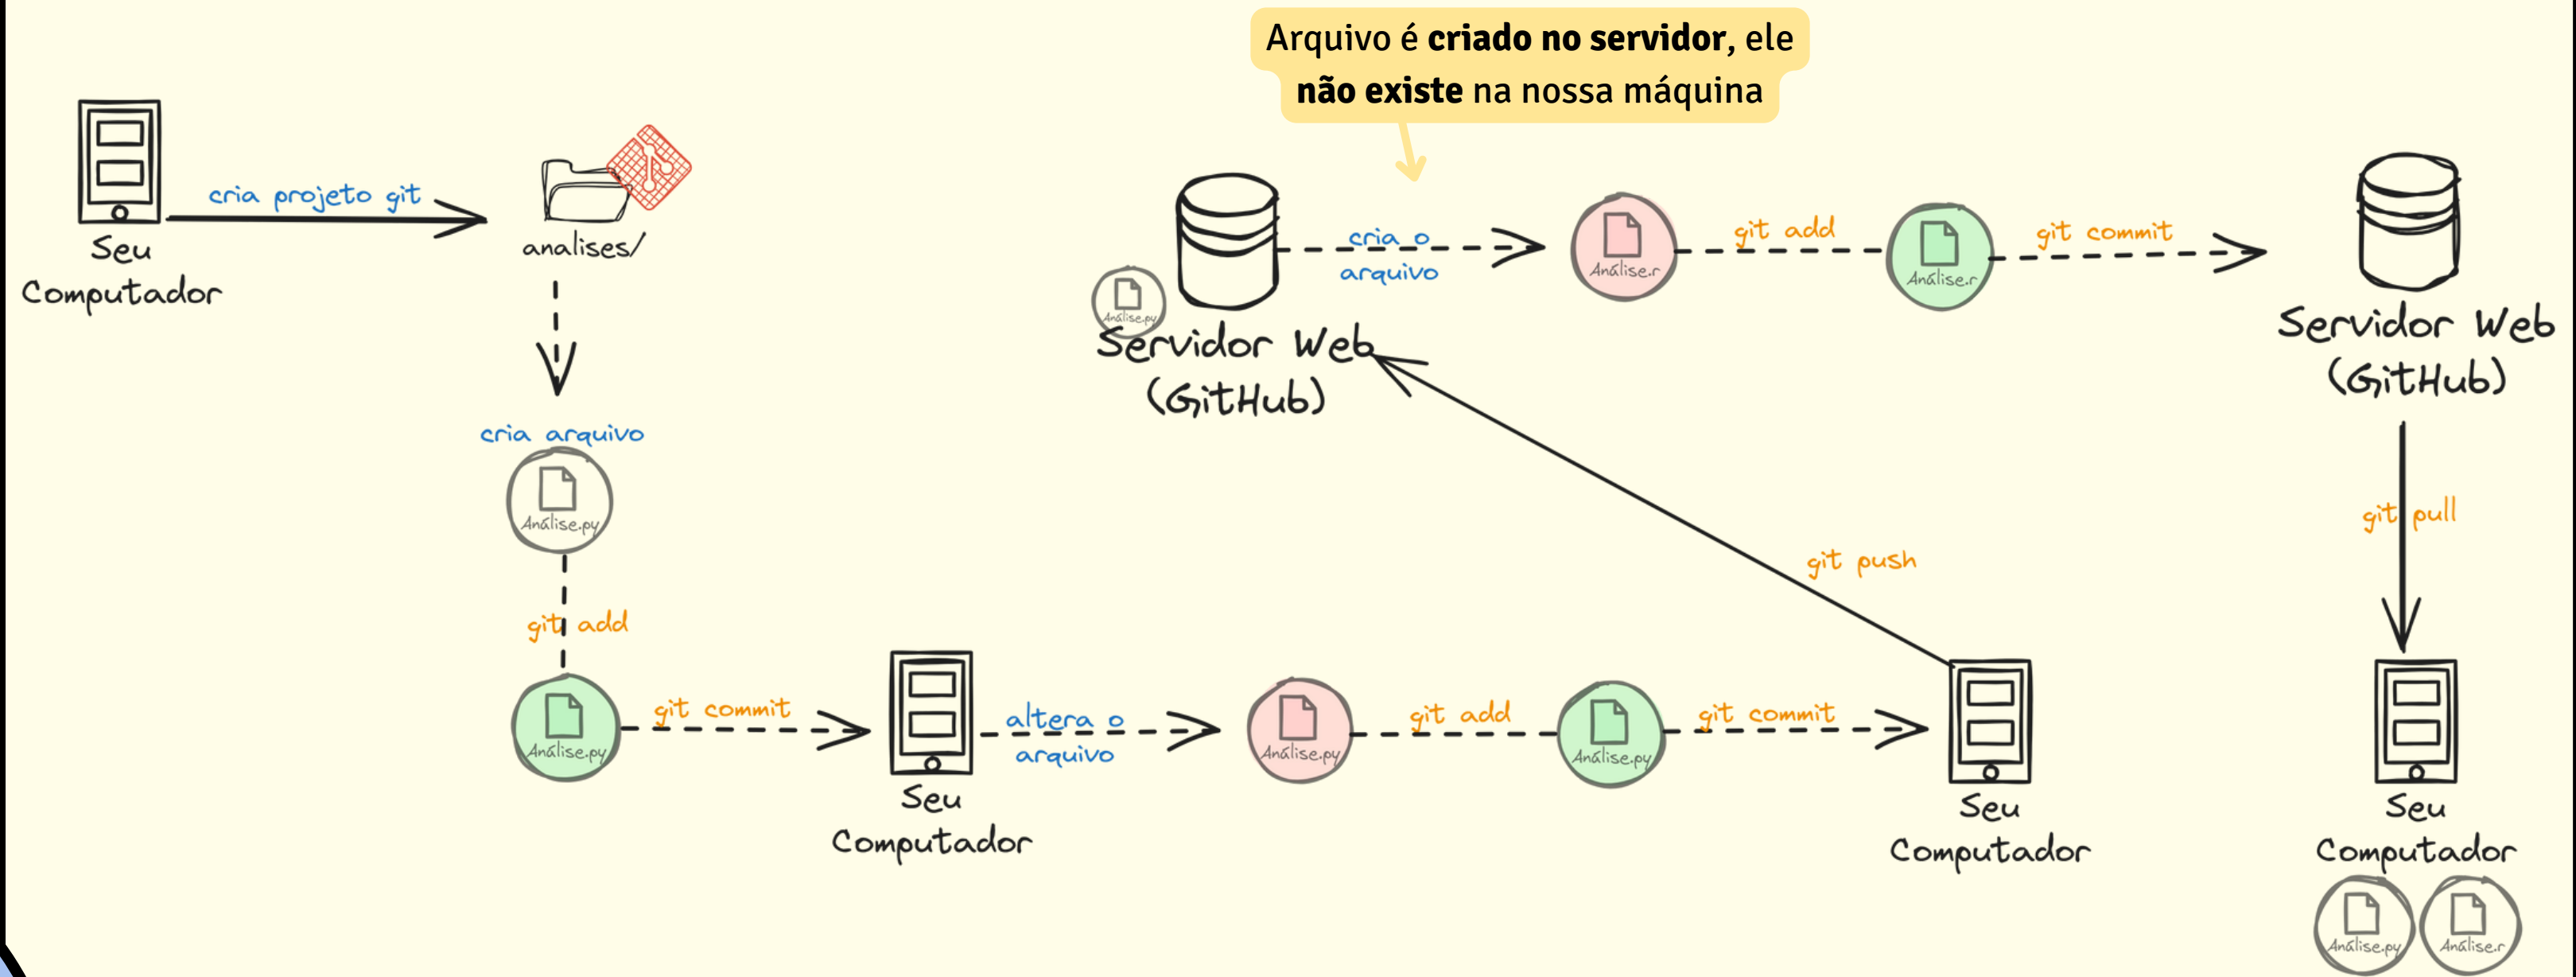 Arquivo é criado no servidor, ele
não existe na nossa máquina
cria projeto git
Seu
Computador
analises/
cria arquivo
Análise.py
git add
Análise.py
git commit
Seu
Computador
altera o
arquivo
Análise.py
git add
Análise.py
git commit
Seu
Computador
git push
Análise.py
Servidor Web
(GitHub)
cria o
arquivo
Análise.r
git add
Análise.r
git commit
Servidor Web
(GitHub)
git pull
Seu
Computador
Análise.py
Análise.r